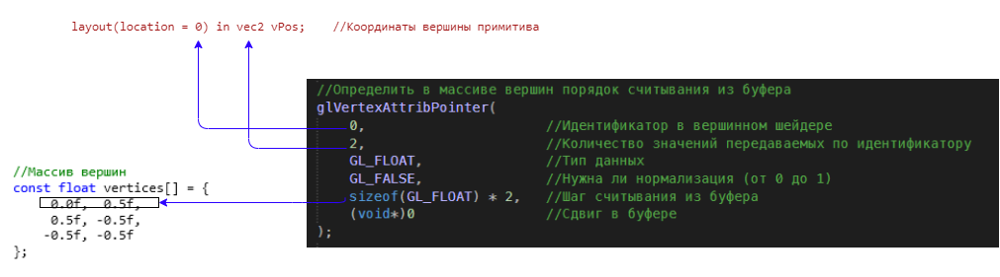 layout(location = 0) in vec2 vPos; //Координаты вершины примитива
//Определить в массиве вершин порядок считывания из буфера
glVertexAttribPointer(
0, //Идентификатор в вершинном шейдере
2, //Количество значений передаваемых по идентификатору
GL_FLOAT, //Тип данных
GL_FALSE, //Нужна ли нормализация (от 0 до 1)
sizeof(GL_FLOAT) * 2, //Шаг считывания из буфера
(void*)0 //Сдвиг в буфере
);
//Массив вершин
const float vertices[] = {
0.0f, 0.5f,
0.5f, -0.5f,
-0.5f, -0.5f
};